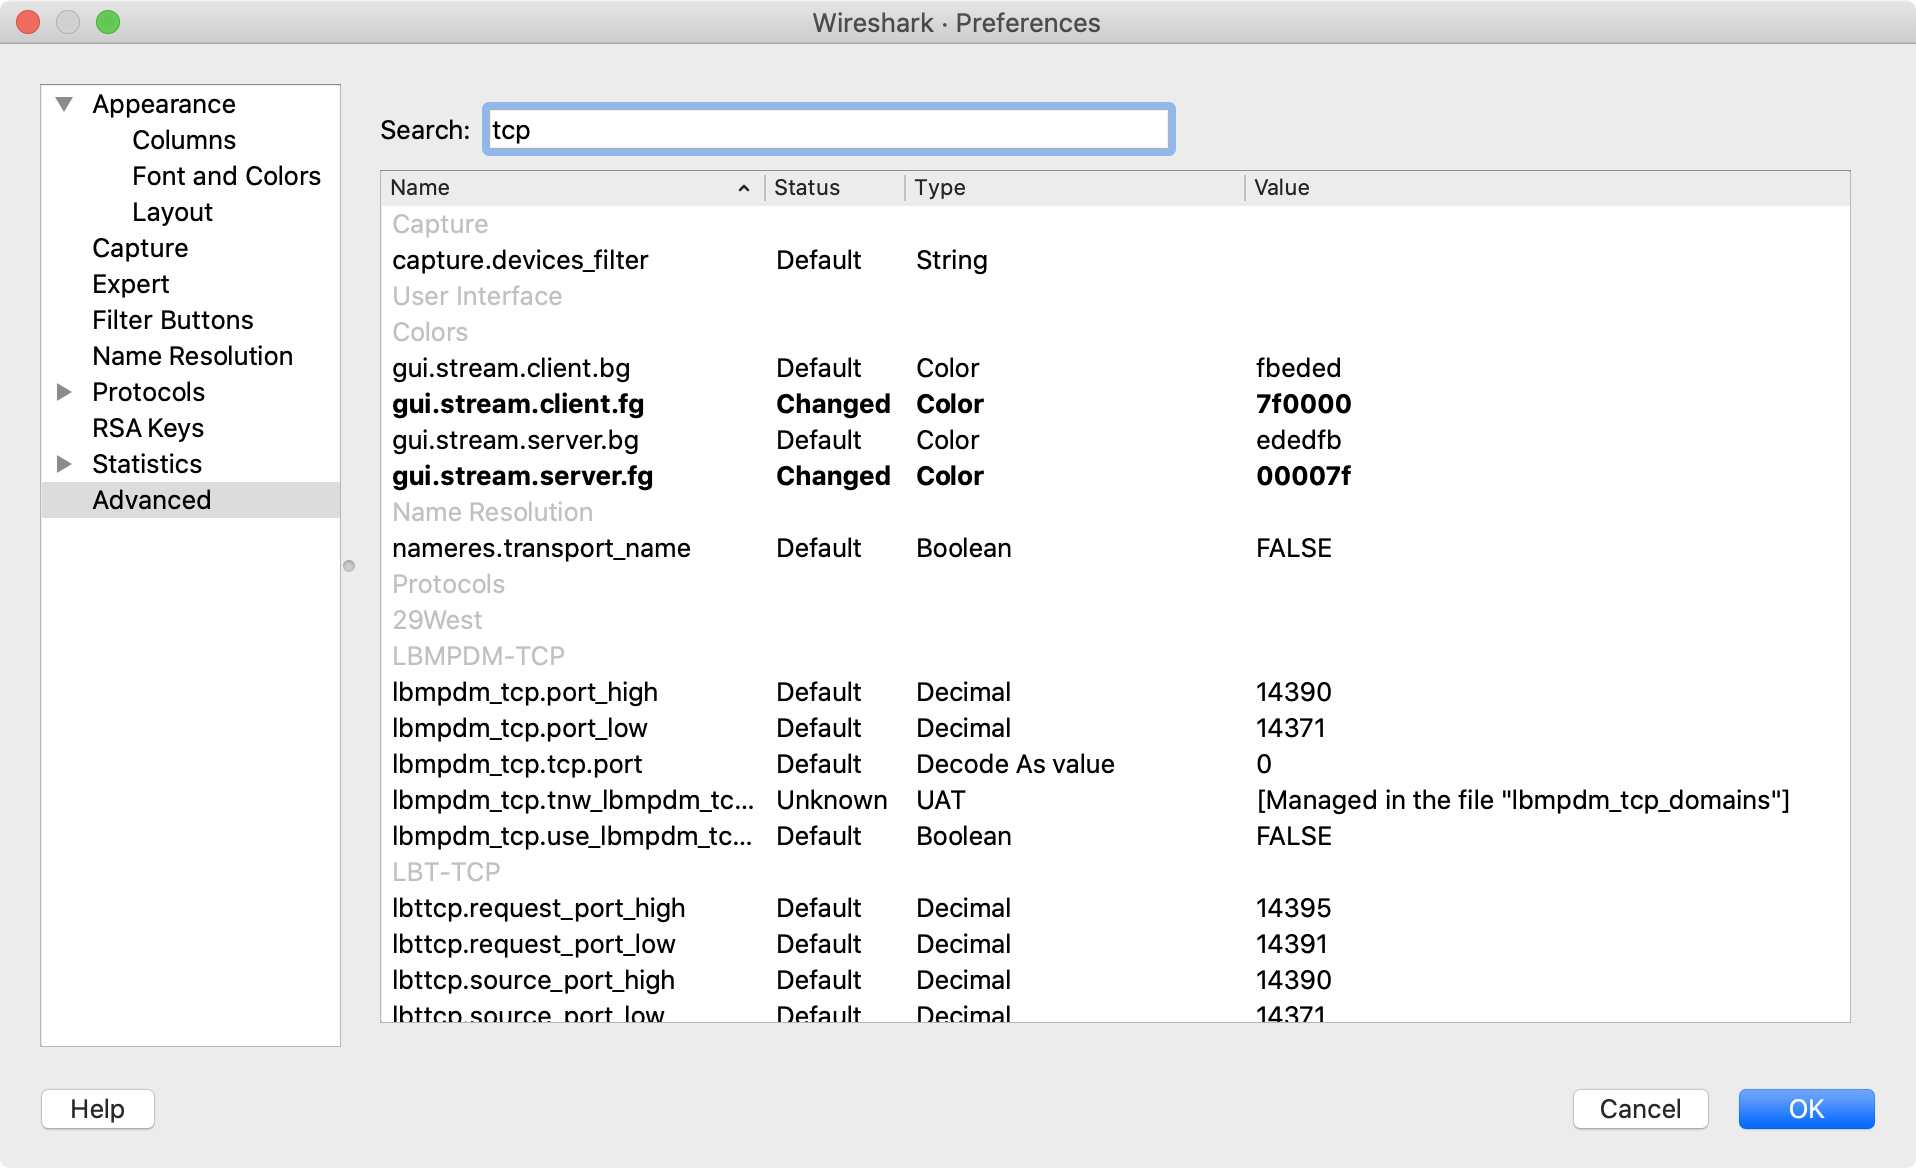 Wireshark · Preferences
Appearance
Columns
Font and Colors
Layout
Capture
Expert
Filter Buttons
Name Resolution
Protocols
RSA Keys
Statistics
Advanced
Search: tcp
Name Status Type Value
Capture
capture.devices_filter Default String
User Interface
Colors
gui.stream.client.bg Default Color fbeded
gui.stream.client.fg Changed Color 7f0000
gui.stream.server.bg Default Color ededfb
gui.stream.server.fg Changed Color 00007f
Name Resolution
nameres.transport_name Default Boolean FALSE
Protocols
29West
LBMPDM-TCP
lbmpdm_tcp.port_high Default Decimal 14390
lbmpdm_tcp.port_low Default Decimal 14371
lbmpdm_tcp.tcp.port Default Decode As value 0
lbmpdm_tcp.tnw_lbmpdm_tc... Unknown UAT [Managed in the file "lbmpdm_tcp_domains"]
lbmpdm_tcp.use_lbmpdm_tc... Default Boolean FALSE
LBT-TCP
lbttcp.request_port_high Default Decimal 14395
lbttcp.request_port_low Default Decimal 14391
lbttcp.source_port_high Default Decimal 14390
lbttcp.source_port_low Default Decimal 14371
Help Cancel OK